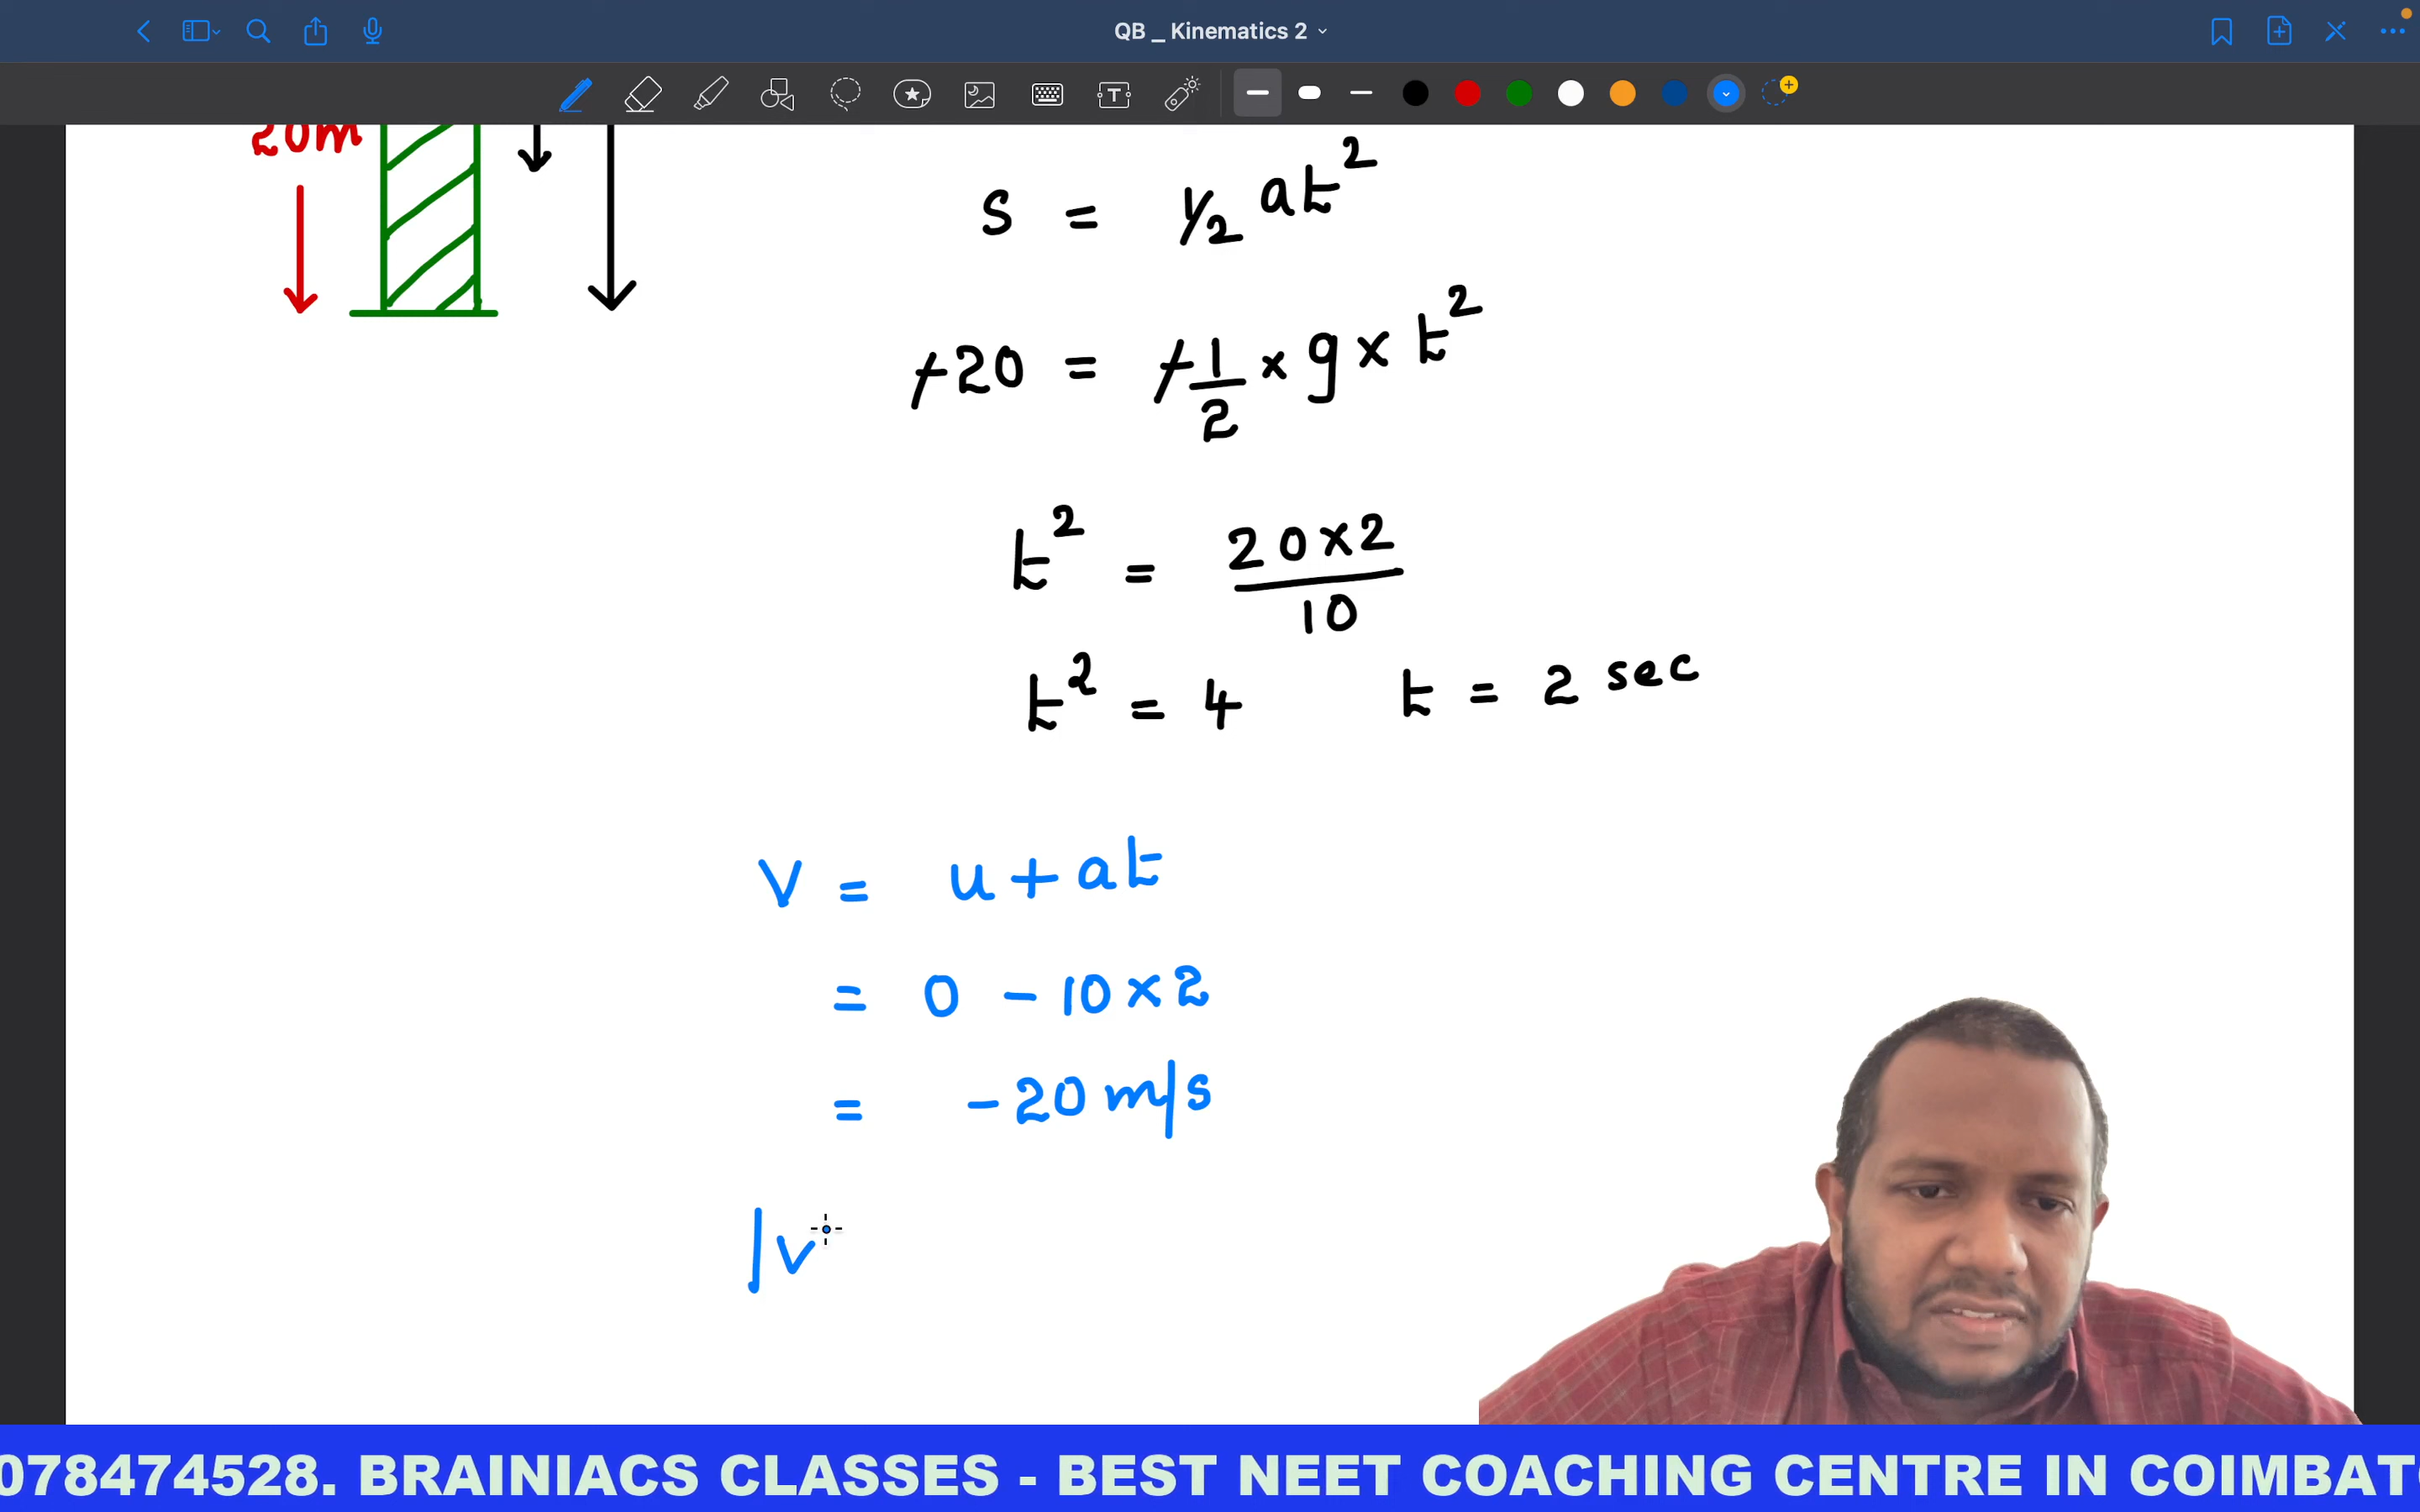 QB _ Kinematics 2
T
20m
s = 1/2 at²
-20 = -1/2 × g × t²
t² = 20×2/10
t² = 4 t = 2 sec
v = u + at
= 0 - 10×2
= -20 m/s
|v
078474528. BRAINIACS CLASSES - BEST NEET COACHING CENTRE IN COIMBAT